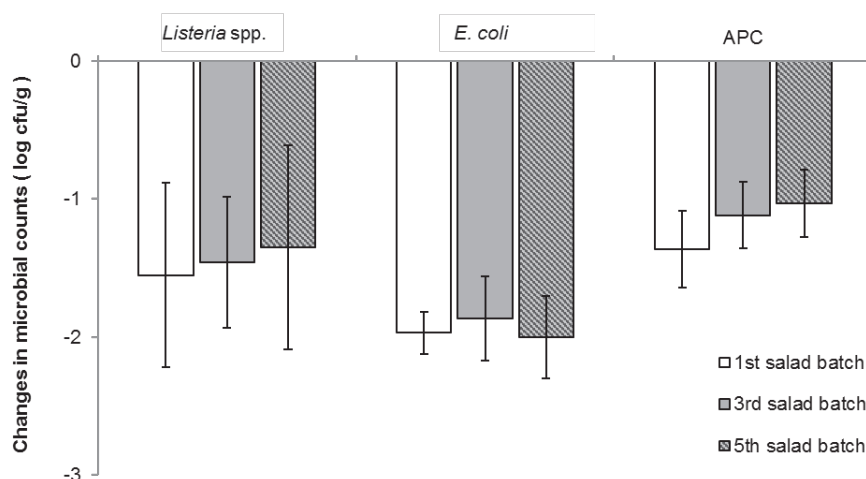 Listeria spp.
E. coli
APC
0
-1
-2
-3
Changes in microbial counts ( log cfu/g )
1st salad batch
3rd salad batch
5th salad batch